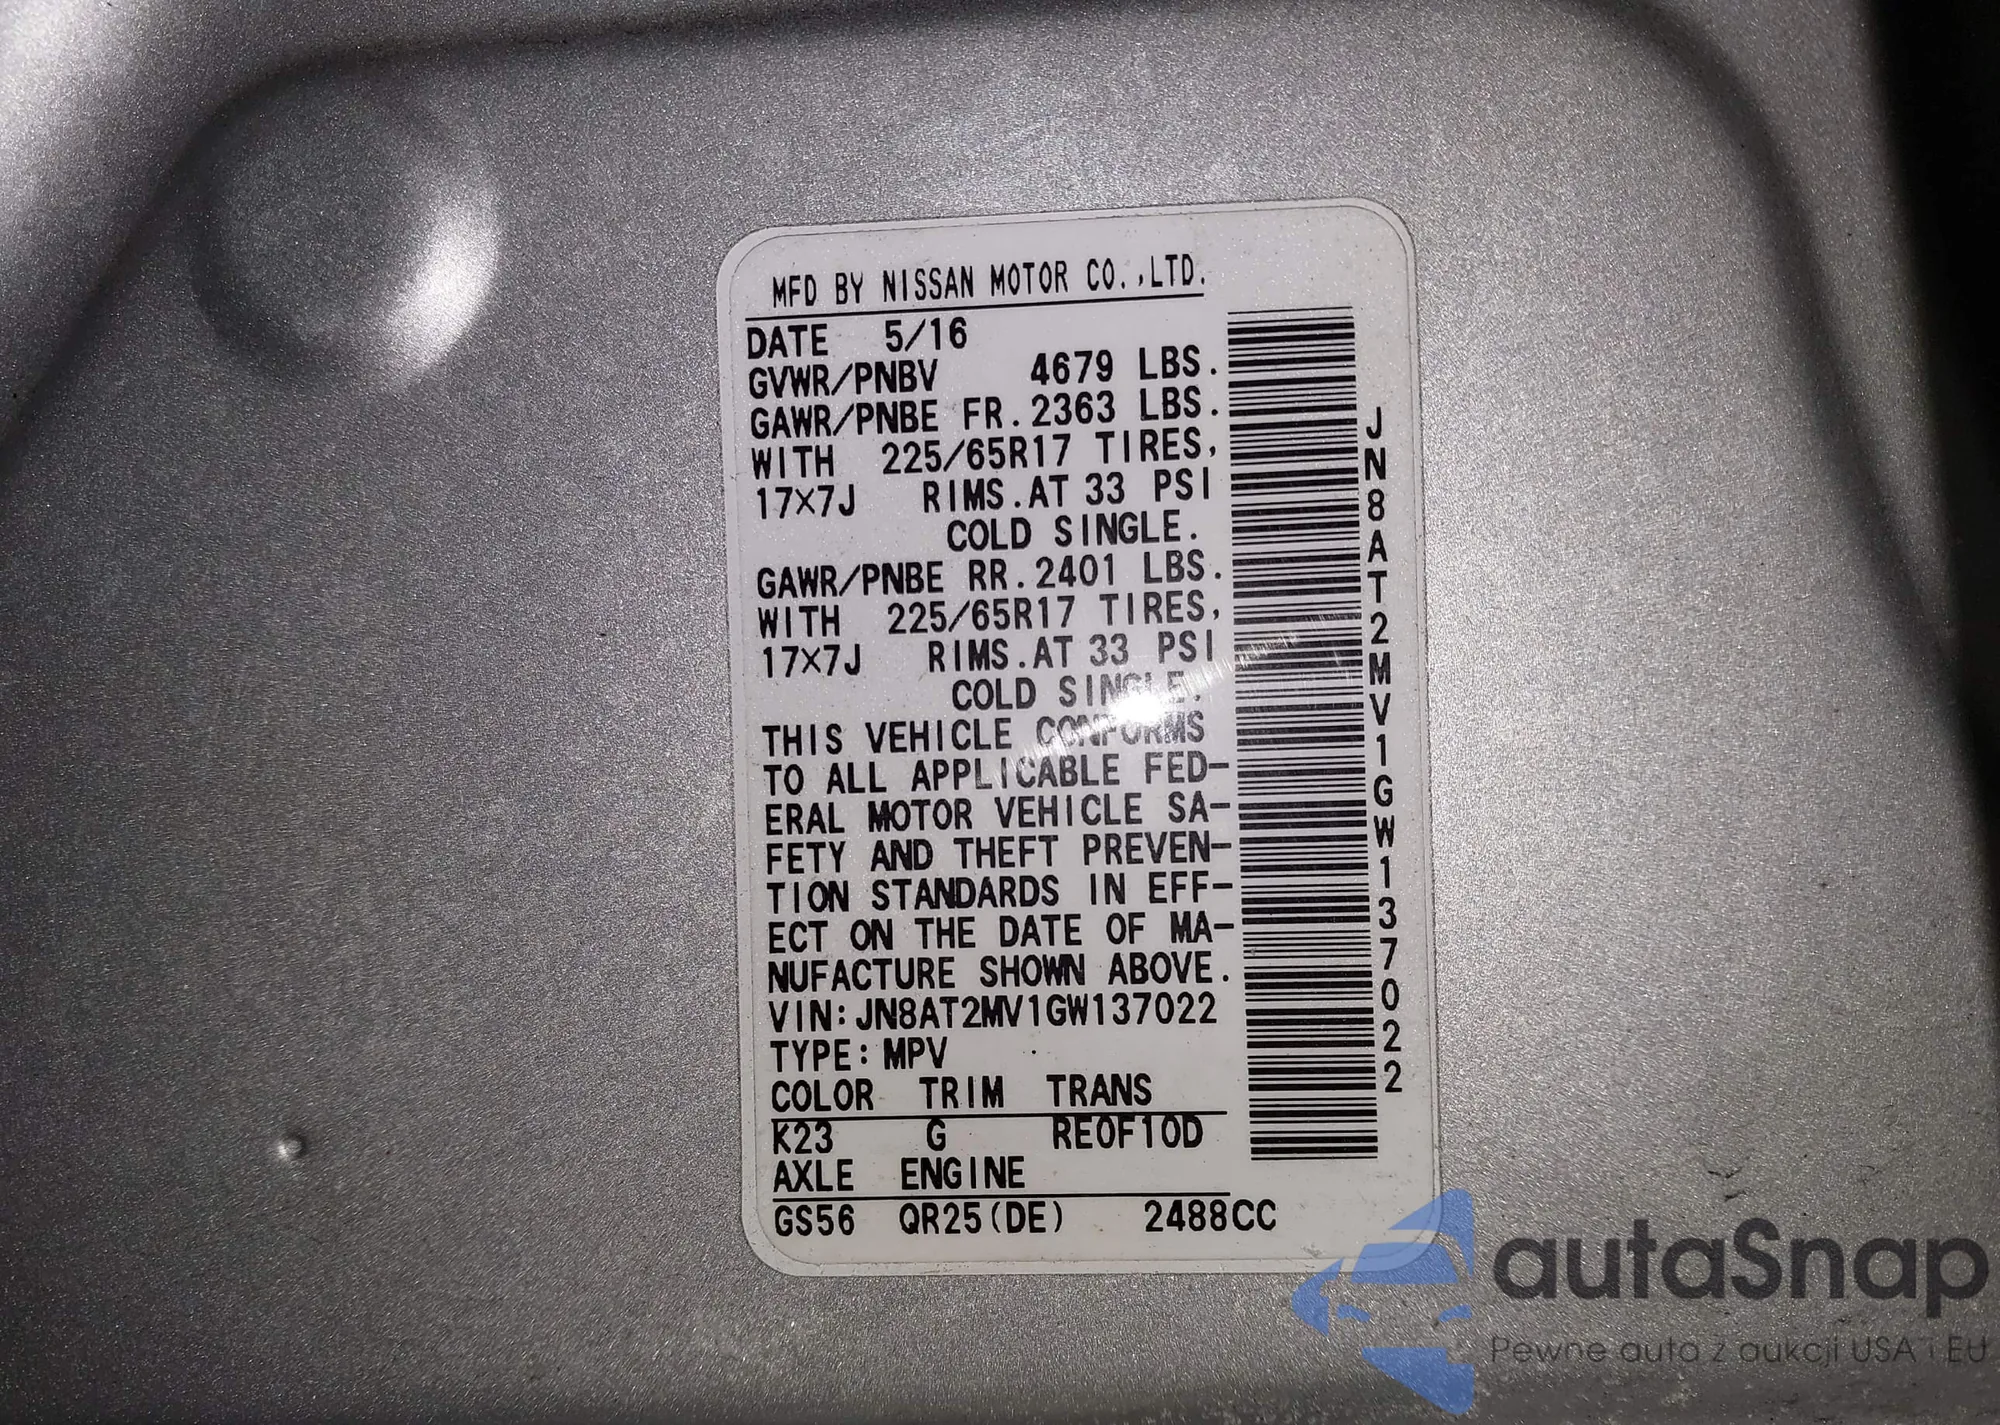 MFD BY NISSAN MOTOR CO.,LTD.
DATE 5/16
GVWR/PNBV 4679 LBS.
GAWR/PNBE FR.2363 LBS.
WITH 225/65R17 TIRES,
17×7J RIMS.AT 33 PSI
COLD SINGLE.
GAWR/PNBE RR.2401 LBS.
WITH 225/65R17 TIRES,
17×7J RIMS.AT 33 PSI
COLD SINGLE.
THIS VEHICLE CONFORMS
TO ALL APPLICABLE FED-
ERAL MOTOR VEHICLE SA-
FETY AND THEFT PREVEN-
TION STANDARDS IN EFF-
ECT ON THE DATE OF MA-
NUFACTURE SHOWN ABOVE.
VIN:JN8AT2MV1GW137022
TYPE:MPV
COLOR TRIM TRANS
K23 G RE0F10D
AXLE ENGINE
GS56 QR25(DE) 2488CC
JN8AT2MV1GW137022
autaSnap
Pewne auta z aukcji USA i EU